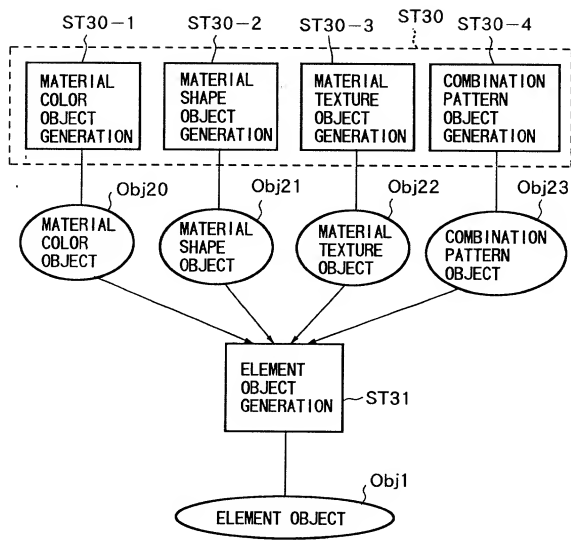 ST30-1
ST30-2
ST30-3
ST30
ST30-4
MATERIAL
COLOR
OBJECT
GENERATION
MATERIAL
SHAPE
OBJECT
GENERATION
MATERIAL
TEXTURE
OBJECT
GENERATION
COMBINATION
PATTERN
OBJECT
GENERATION
Obj20
Obj21
Obj22
Obj23
MATERIAL
COLOR
OBJECT
MATERIAL
SHAPE
OBJECT
MATERIAL
TEXTURE
OBJECT
COMBINATION
PATTERN
OBJECT
ELEMENT
OBJECT
GENERATION
ST31
Obj1
ELEMENT OBJECT